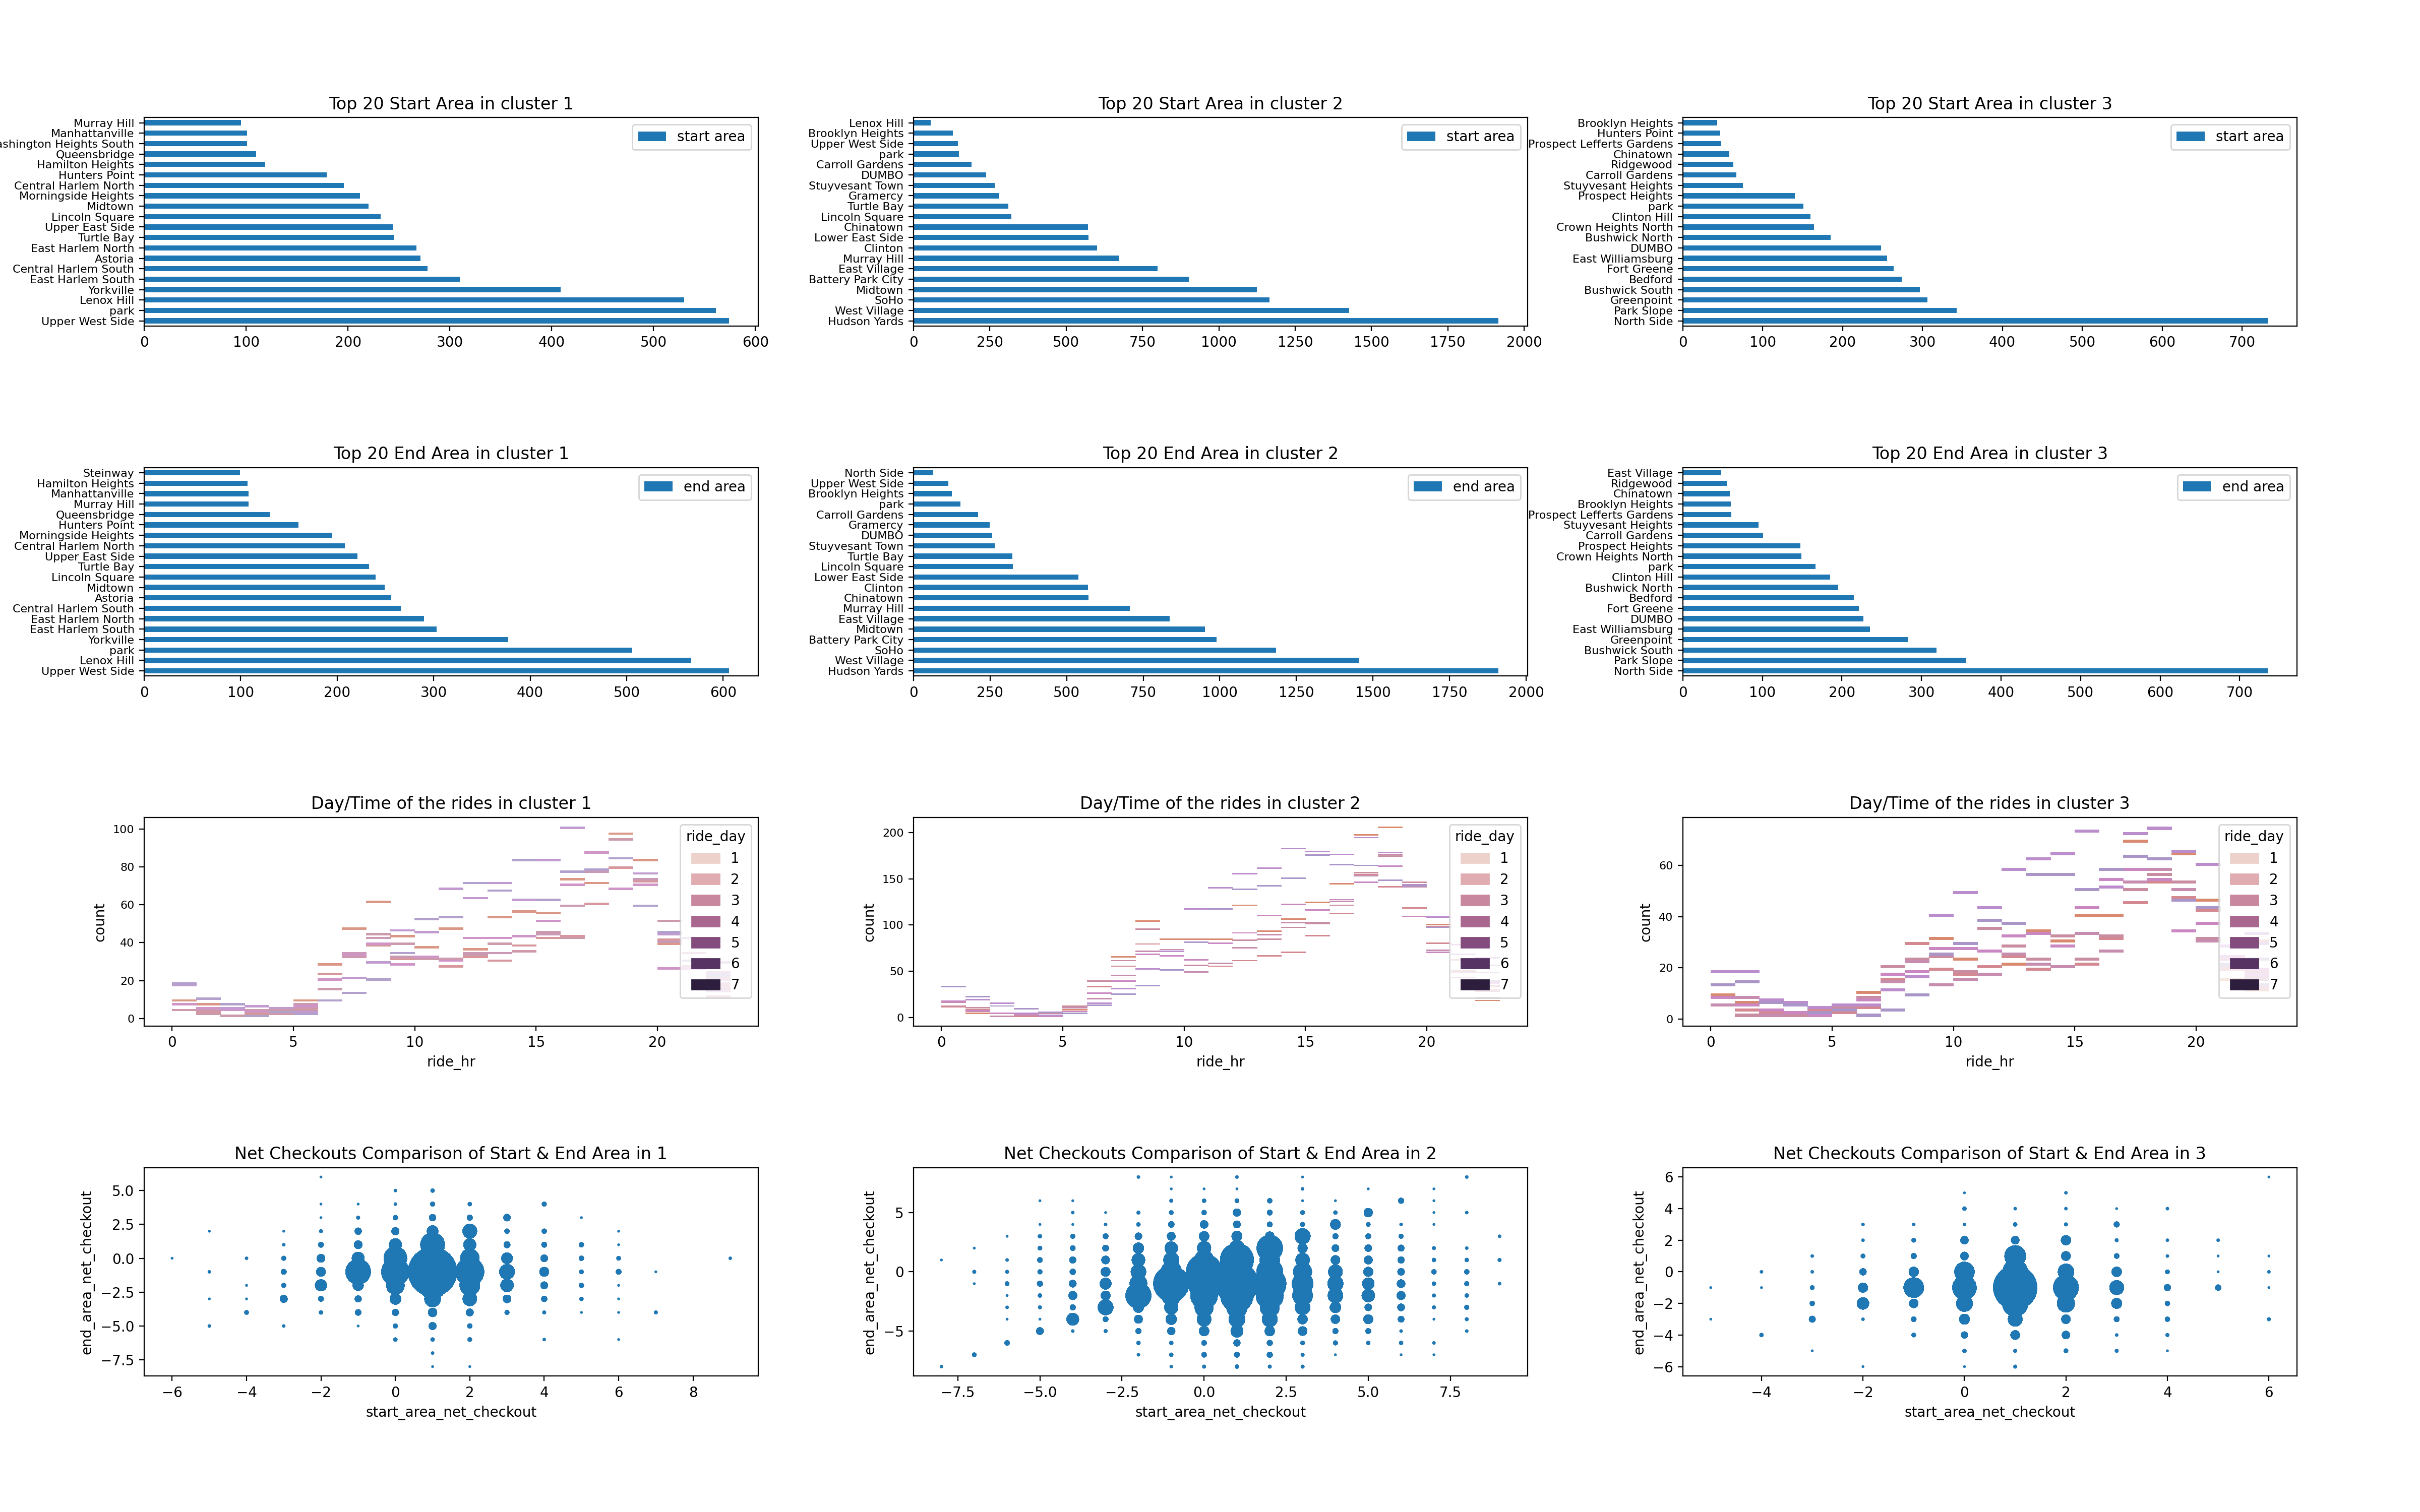 Top 20 Start Area in cluster 1
Murray Hill
Manhattanville
ashington Heights South
Queensbridge
Hamilton Heights
Hunters Point
Central Harlem North
Morningside Heights
Midtown
Lincoln Square
Upper East Side
Turtle Bay
East Harlem North
Astoria
Central Harlem South
East Harlem South
Yorkville
Lenox Hill
park
Upper West Side
start area
0 100 200 300 400 500 600
Top 20 Start Area in cluster 2
Lenox Hill
Brooklyn Heights
Upper West Side
park
Carroll Gardens
DUMBO
Stuyvesant Town
Gramercy
Turtle Bay
Lincoln Square
Chinatown
Lower East Side
Clinton
Murray Hill
East Village
Battery Park City
Midtown
SoHo
West Village
Hudson Yards
start area
0 250 500 750 1000 1250 1500 1750 2000
Top 20 Start Area in cluster 3
Brooklyn Heights
Hunters Point
Prospect Lefferts Gardens
Chinatown
Ridgewood
Carroll Gardens
Stuyvesant Heights
Prospect Heights
park
Clinton Hill
Crown Heights North
Bushwick North
DUMBO
East Williamsburg
Fort Greene
Bedford
Bushwick South
Greenpoint
Park Slope
North Side
start area
0 100 200 300 400 500 600 700
Top 20 End Area in cluster 1
Steinway
Hamilton Heights
Manhattanville
Murray Hill
Queensbridge
Hunters Point
Morningside Heights
Central Harlem North
Upper East Side
Turtle Bay
Lincoln Square
Midtown
Astoria
Central Harlem South
East Harlem North
East Harlem South
Yorkville
park
Lenox Hill
Upper West Side
end area
0 100 200 300 400 500 600
Top 20 End Area in cluster 2
North Side
Upper West Side
Brooklyn Heights
park
Carroll Gardens
Gramercy
DUMBO
Stuyvesant Town
Turtle Bay
Lincoln Square
Lower East Side
Clinton
Chinatown
Murray Hill
East Village
Midtown
Battery Park City
SoHo
West Village
Hudson Yards
end area
0 250 500 750 1000 1250 1500 1750 2000
Top 20 End Area in cluster 3
East Village
Ridgewood
Chinatown
Brooklyn Heights
Prospect Lefferts Gardens
Stuyvesant Heights
Carroll Gardens
Prospect Heights
Crown Heights North
park
Clinton Hill
Bushwick North
Bedford
Fort Greene
DUMBO
East Williamsburg
Greenpoint
Bushwick South
Park Slope
North Side
end area
0 100 200 300 400 500 600 700
Day/Time of the rides in cluster 1
count
100
80
60
40
20
0
ride_day
1
2
3
4
5
6
7
0 5 10 15 20
ride_hr
Day/Time of the rides in cluster 2
count
200
150
100
50
0
ride_day
1
2
3
4
5
6
7
0 5 10 15 20
ride_hr
Day/Time of the rides in cluster 3
count
60
40
20
0
ride_day
1
2
3
4
5
6
7
0 5 10 15 20
ride_hr
Net Checkouts Comparison of Start & End Area in 1
end_area_net_checkout
5.0
2.5
0.0
−2.5
−5.0
−7.5
−6 −4 −2 0 2 4 6 8
start_area_net_checkout
Net Checkouts Comparison of Start & End Area in 2
end_area_net_checkout
5
0
−5
−7.5 −5.0 −2.5 0.0 2.5 5.0 7.5
start_area_net_checkout
Net Checkouts Comparison of Start & End Area in 3
end_area_net_checkout
6
4
2
0
−2
−4
−6
−4 −2 0 2 4 6
start_area_net_checkout